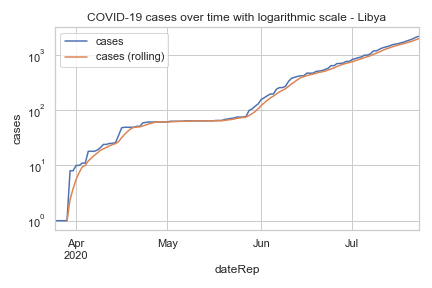 COVID-19 cases over time with logarithmic scale - Libya
cases
cases (rolling)
10³
10²
10¹
10⁰
cases
Apr
2020
May
Jun
Jul
dateRep